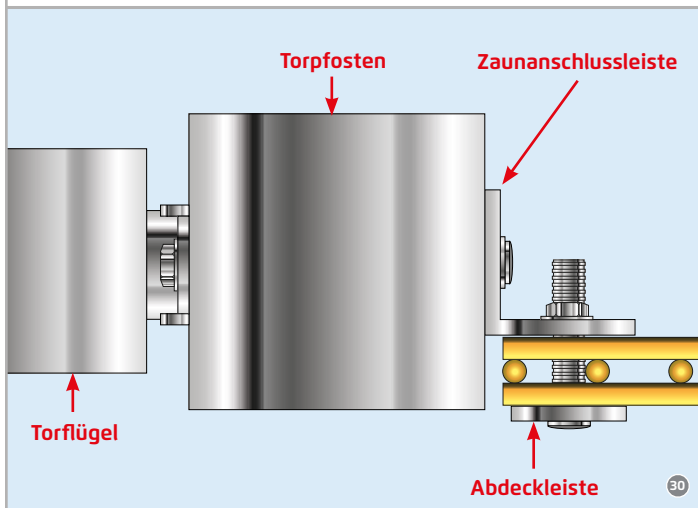 Torpfosten
Zaunanschlussleiste
Torflügel
Abdeckleiste
30